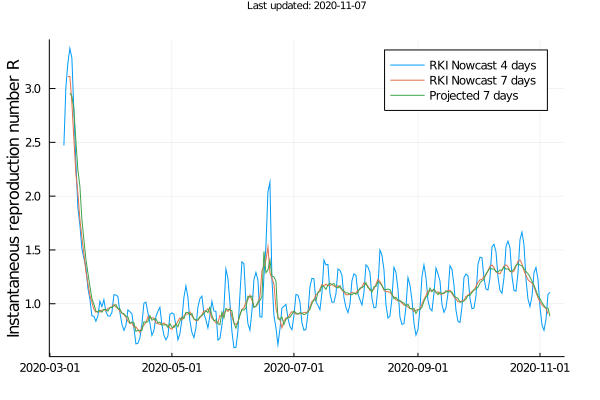 Last updated: 2020-11-07
Instantaneous reproduction number R
3.0
2.5
2.0
1.5
1.0
RKI Nowcast 4 days
RKI Nowcast 7 days
Projected 7 days
2020-03-01
2020-05-01
2020-07-01
2020-09-01
2020-11-01